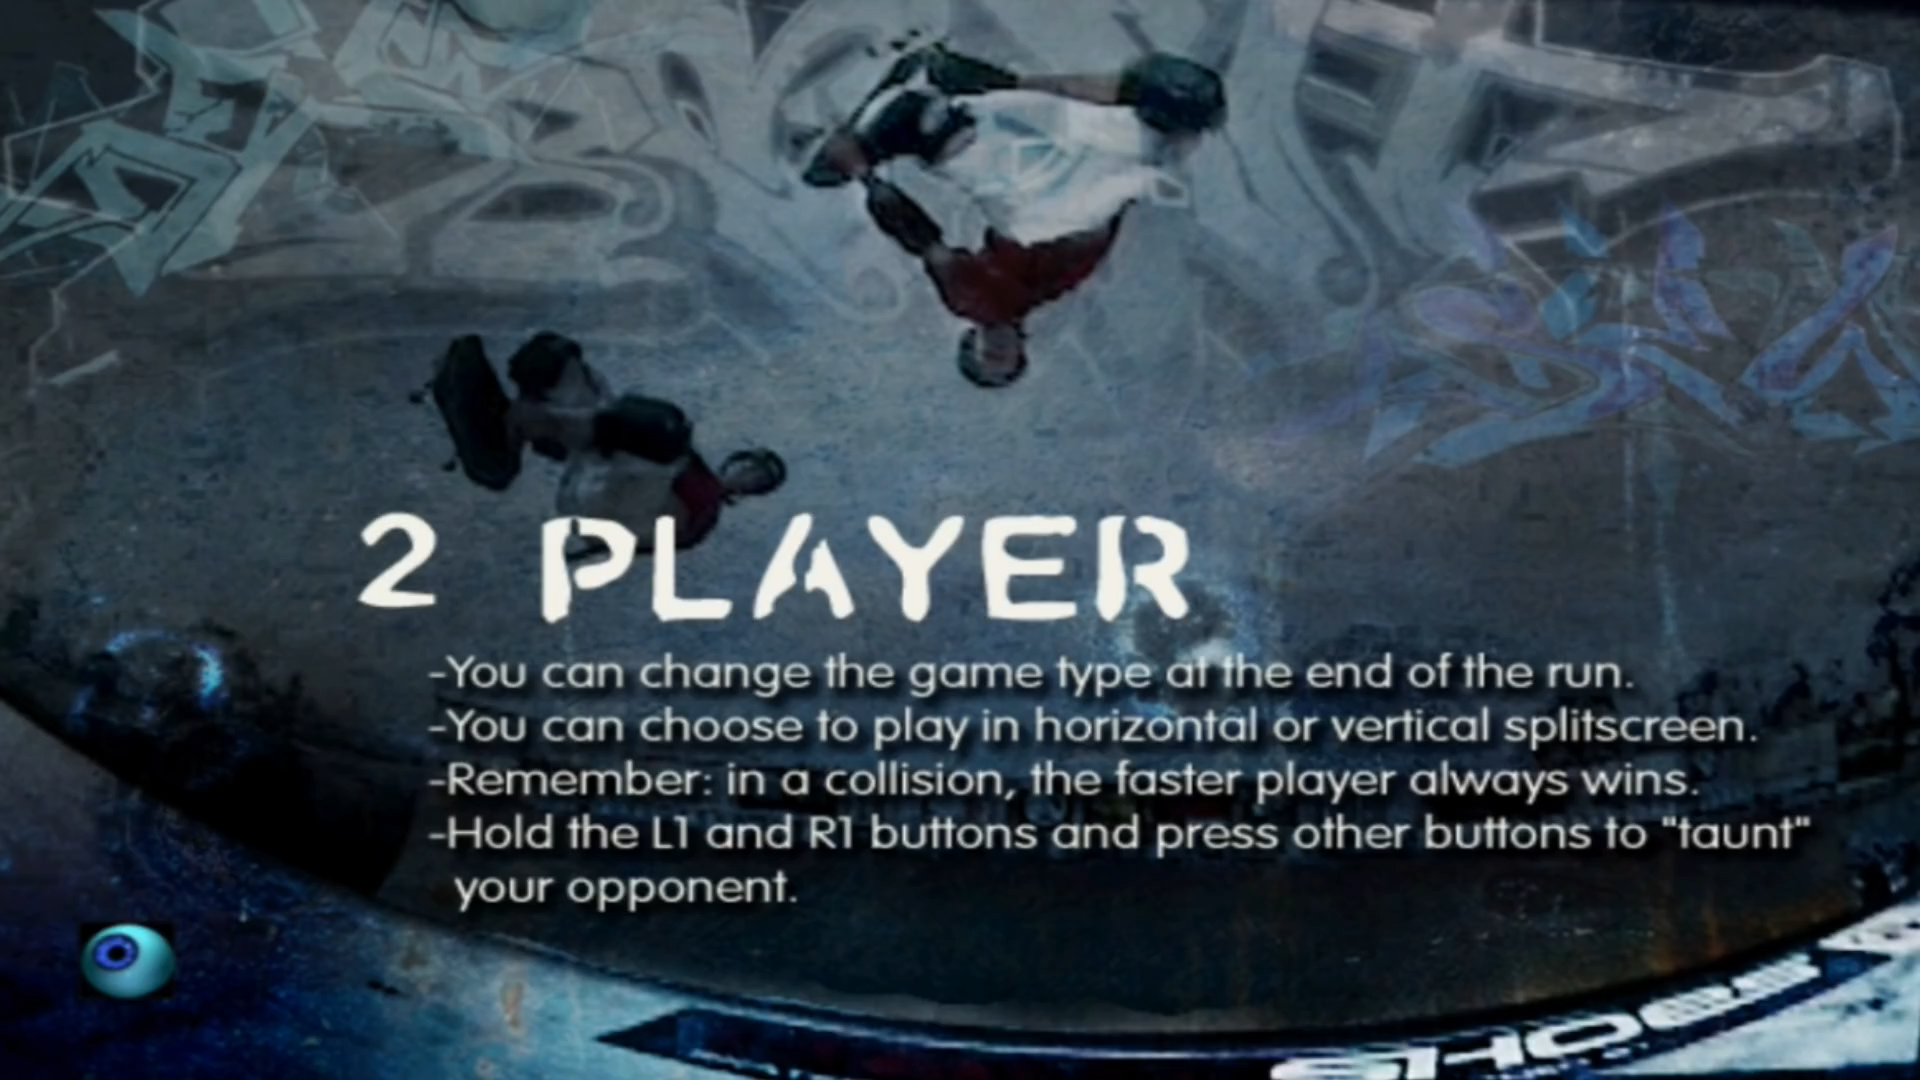 2 PLAYER
-You can change the game type at the end of the run.
-You can choose to play in horizontal or vertical splitscreen.
-Remember: in a collision, the faster player always wins.
-Hold the L1 and R1 buttons and press other buttons to "taunt"
your opponent.
SHOES